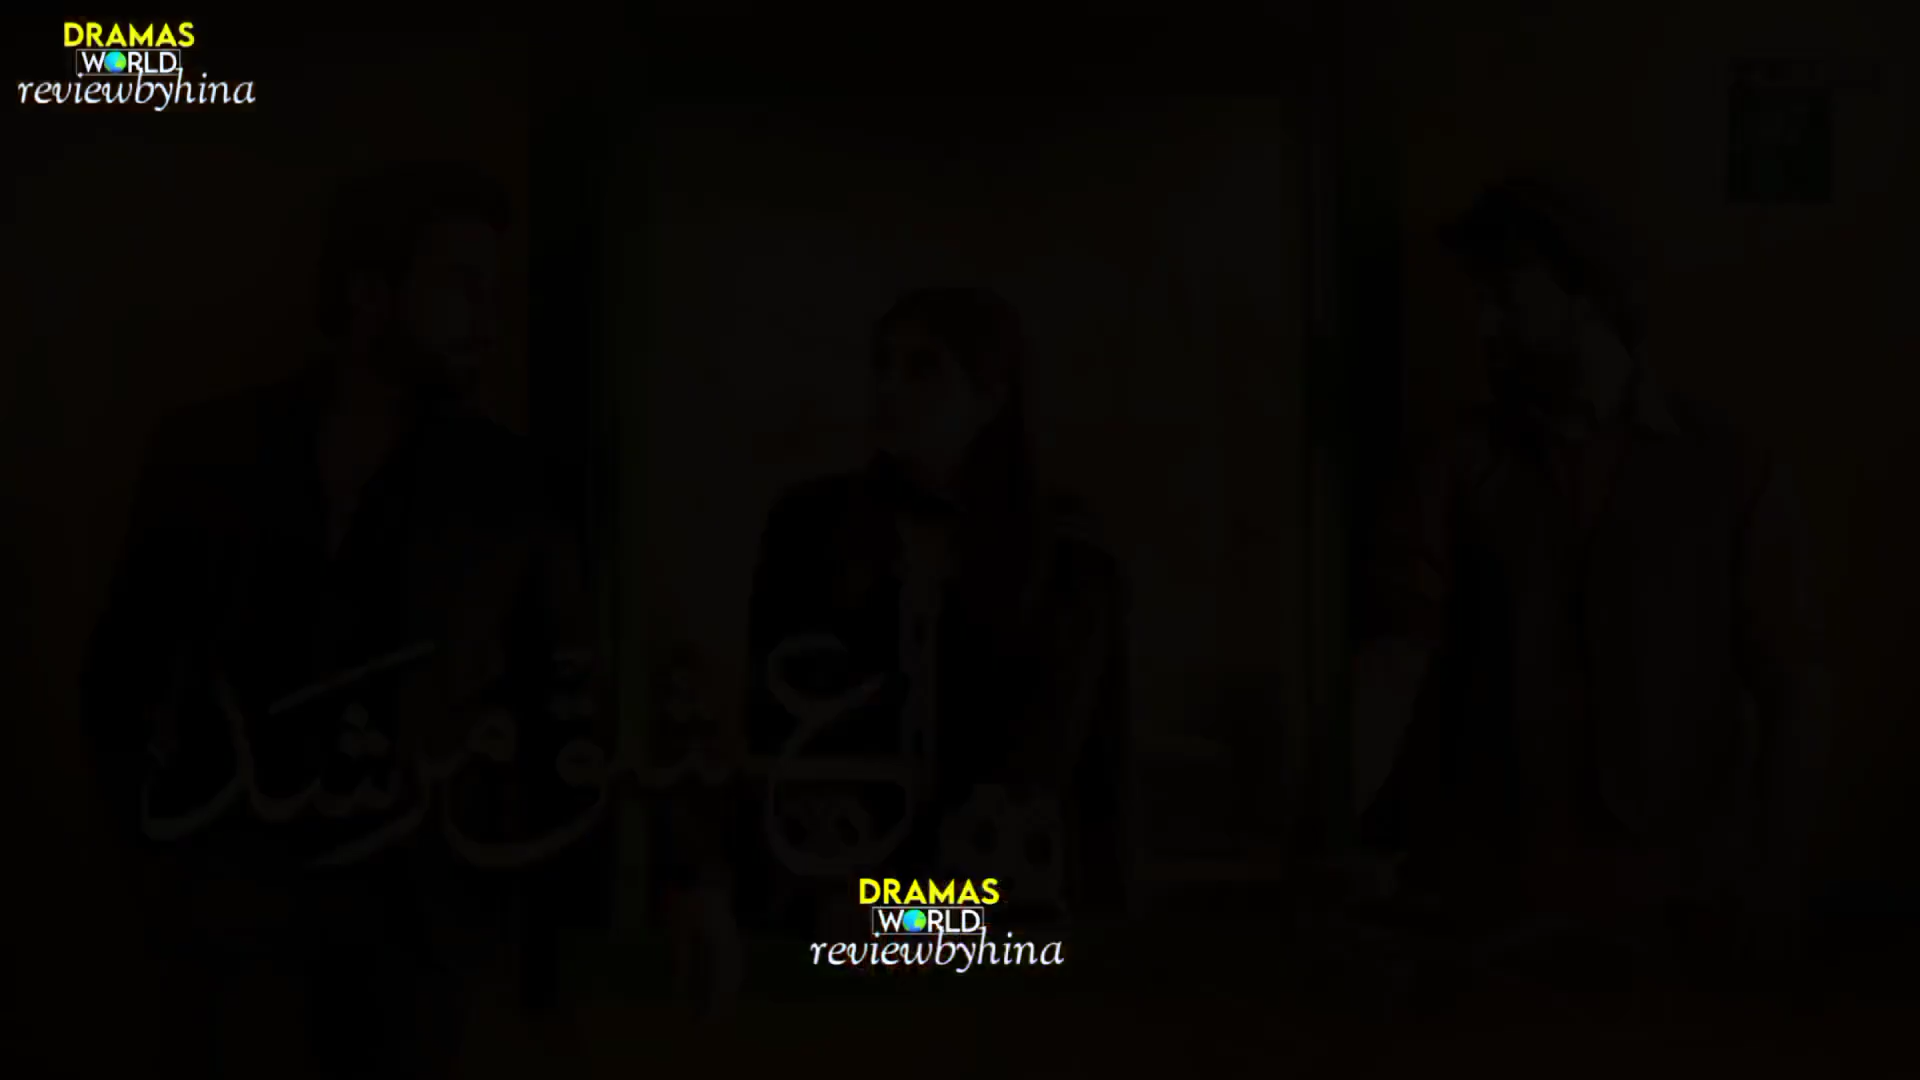 DRAMAS
WORLD
reviewbyhina
عشق مرشد
DRAMAS
WORLD
reviewbyhina